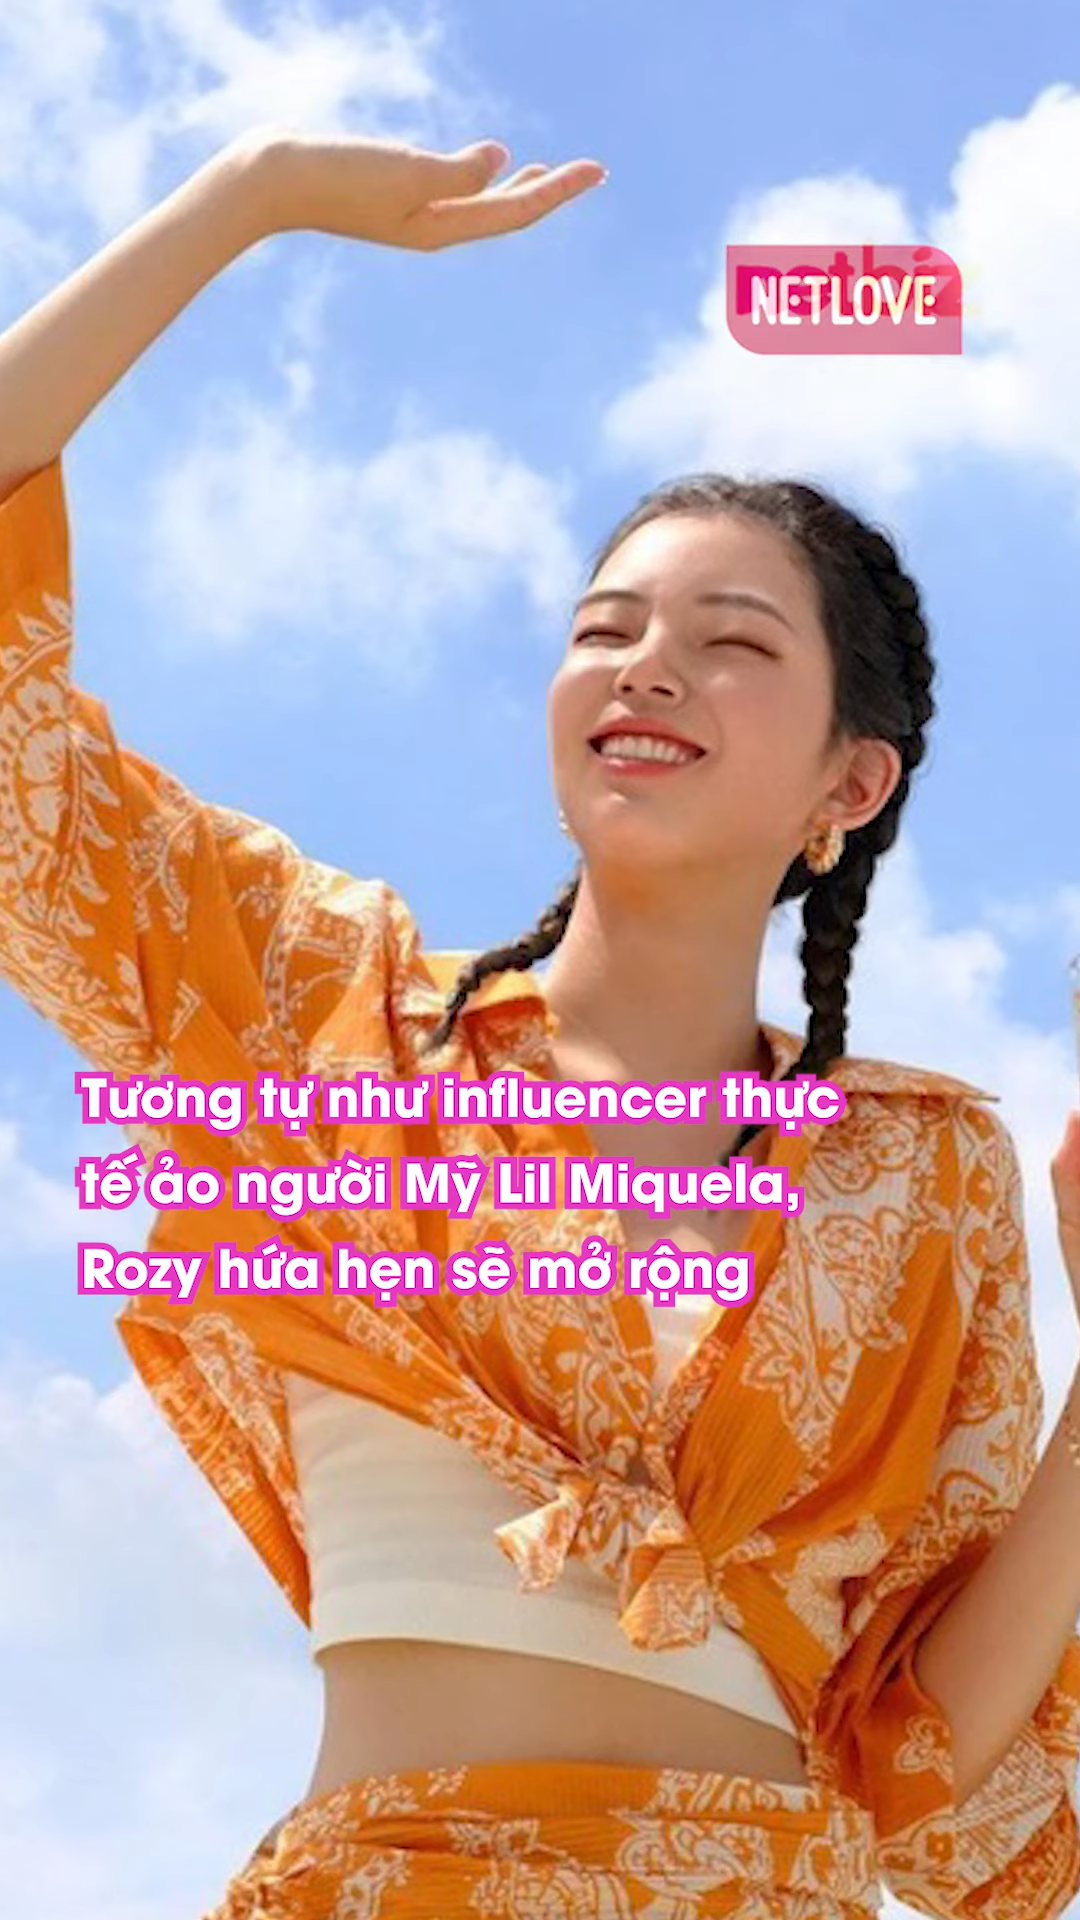 NETLOVE
Tương tự như influencer thực
tế ảo người Mỹ Lil Miquela,
Rozy hứa hẹn sẽ mở rộng